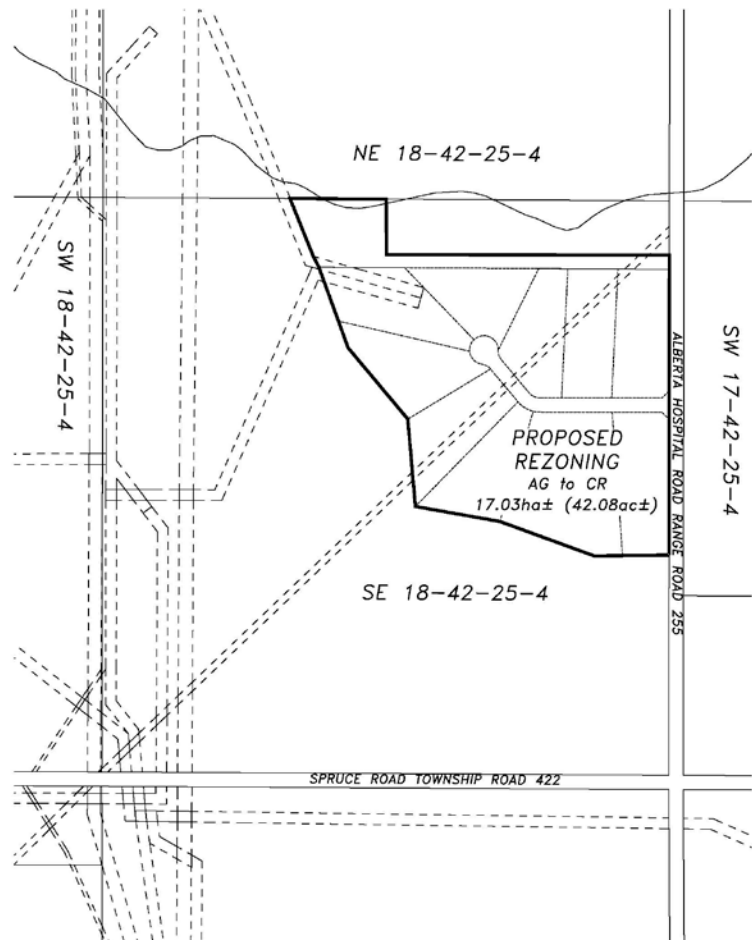 NE 18-42-25-4
SW 18-42-25-4
SW 17-42-25-4
ALBERTA HOSPITAL ROAD RANGE ROAD 255
PROPOSED
REZONING
AG to CR
17.03ha± (42.08ac±)
SE 18-42-25-4
SPRUCE ROAD TOWNSHIP ROAD 422